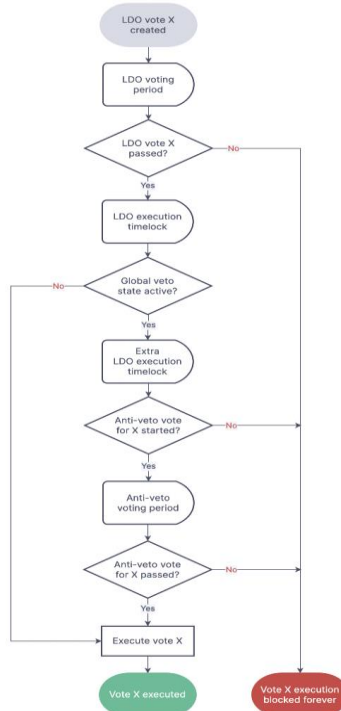 LDO vote X
created
LDO voting
period
LDO vote X
passed?
No
Yes
LDO execution
timelock
No
Global veto
state active?
Yes
Extra
LDO execution
timelock
Anti-veto vote
for X started?
No
Yes
Anti-veto
voting period
Anti-veto vote
for X passed?
No
Yes
Execute vote X
Vote X executed
Vote X execution
blocked forever